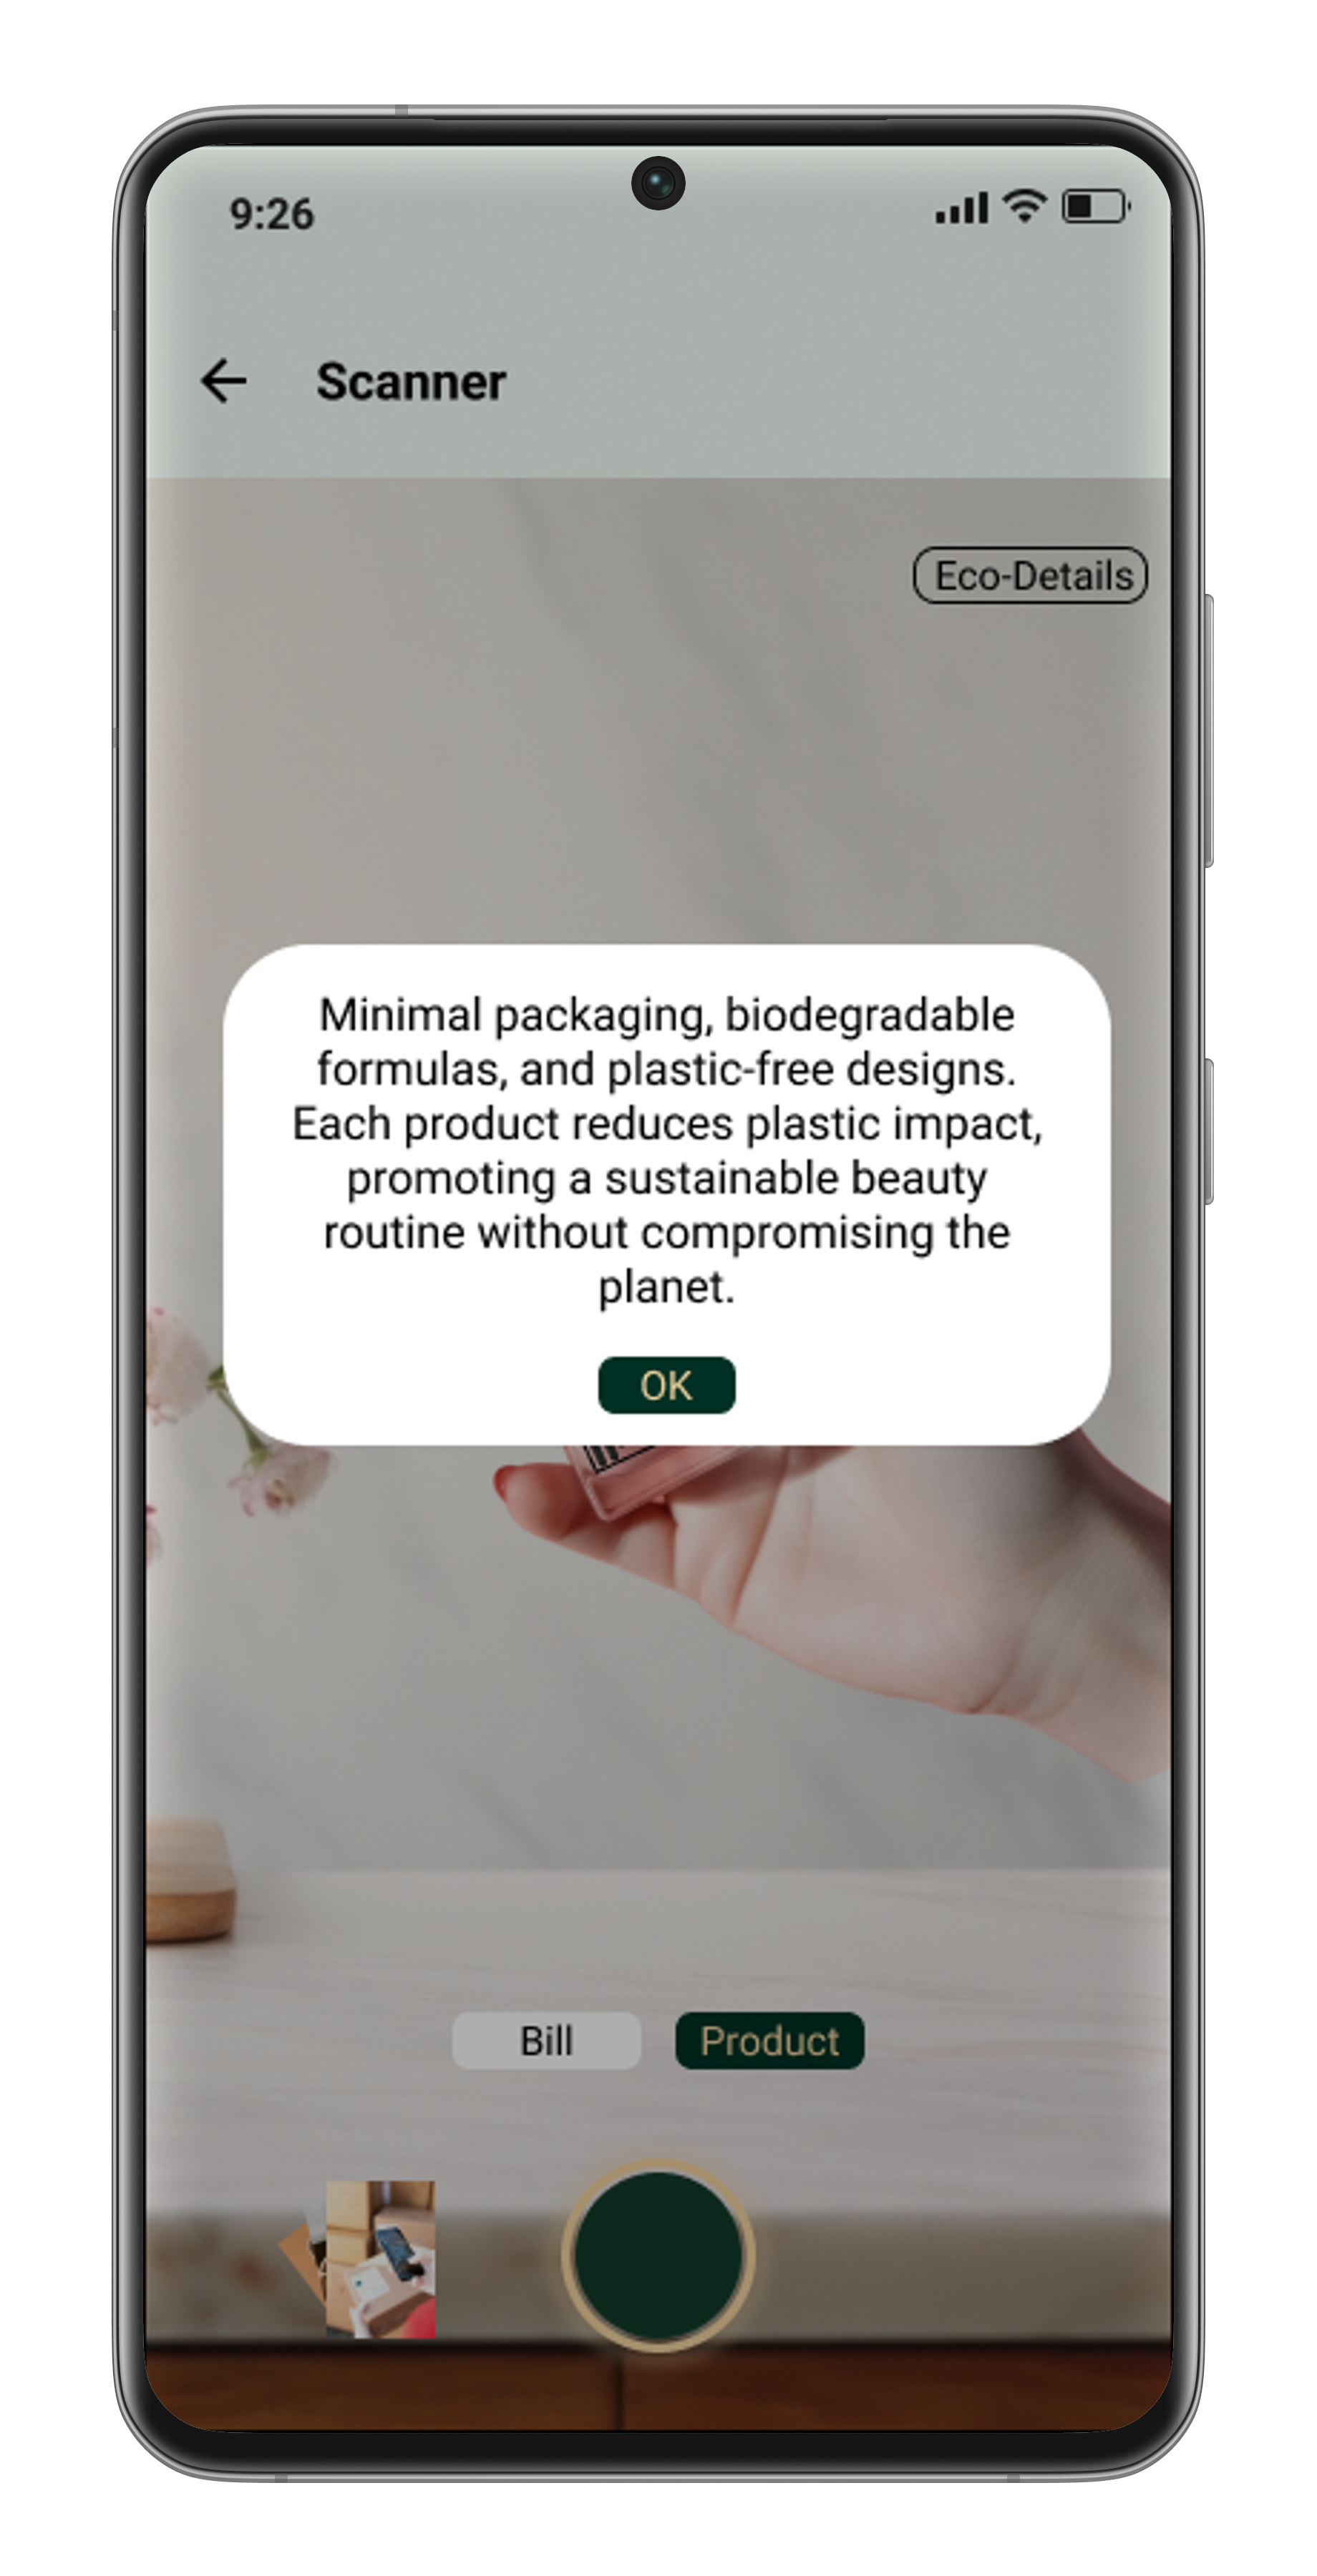 9:26
Scanner
Eco-Details
Minimal packaging, biodegradable
formulas, and plastic-free designs.
Each product reduces plastic impact,
promoting a sustainable beauty
routine without compromising the
planet.
OK
Bill
Product